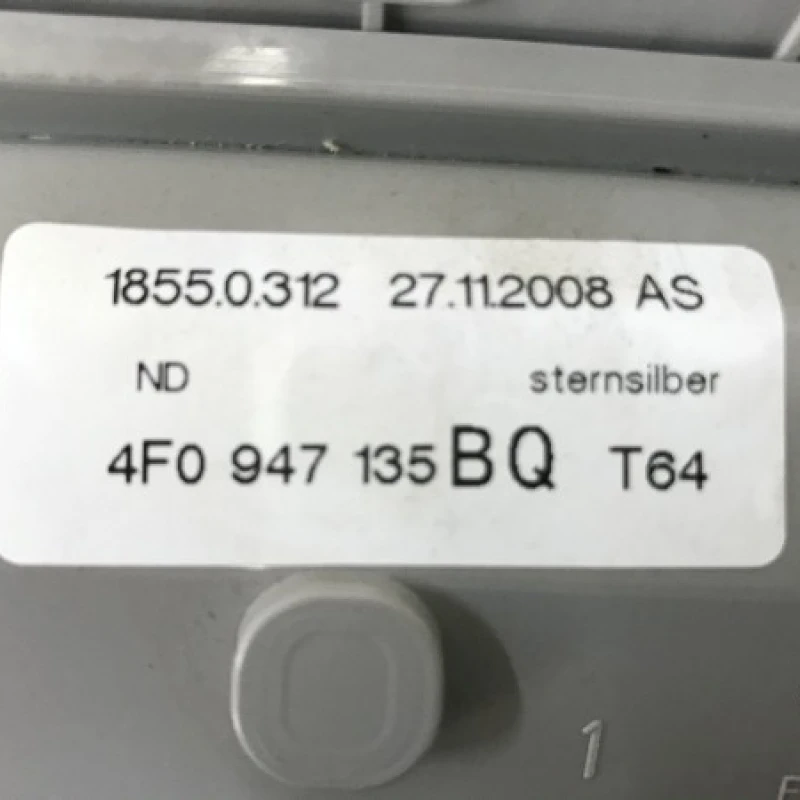 1855.0.312 27.11.2008 AS
ND sternsilber
4F0 947 135 BQ T64
1